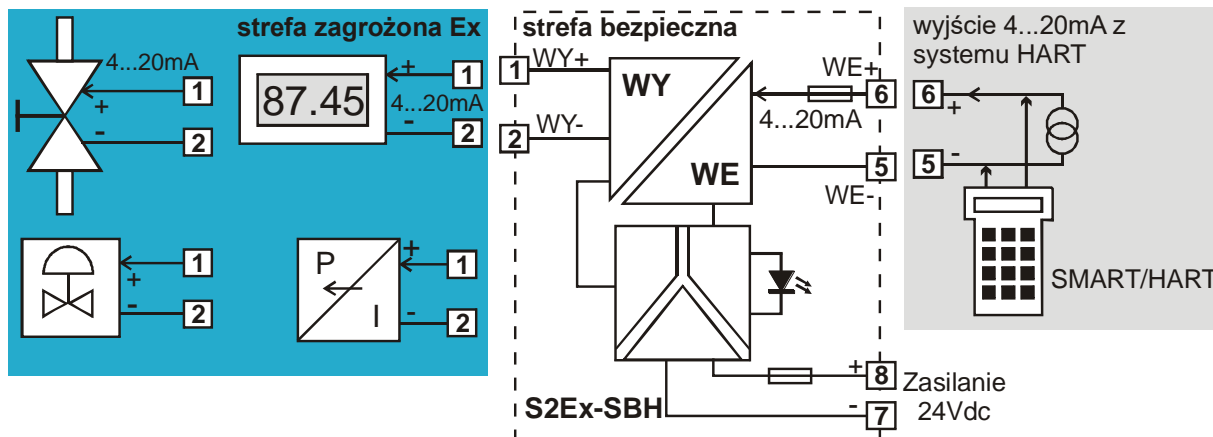 strefa zagrożona Ex
4...20mA
+
1
-
2
87.45
+
1
4...20mA
-
2
1
+
-
2
P
I
+
1
-
2
strefa bezpieczna
1
WY+
2
WY-
WY
WE
WE+
6
4...20mA
5
WE-
S2Ex-SBH
+
8
-
7
Zasilanie
24Vdc
wyjście 4...20mA z
systemu HART
6
+
5
-
SMART/HART